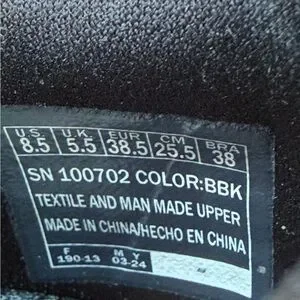 U.S. U.K. EUR CM BRA
8.5 5.5 38.5 25.5 38
SN 100702 COLOR:BBK
TEXTILE AND MAN MADE UPPER
MADE IN CHINA/HECHO EN CHINA
F M Y
190-13 03-24